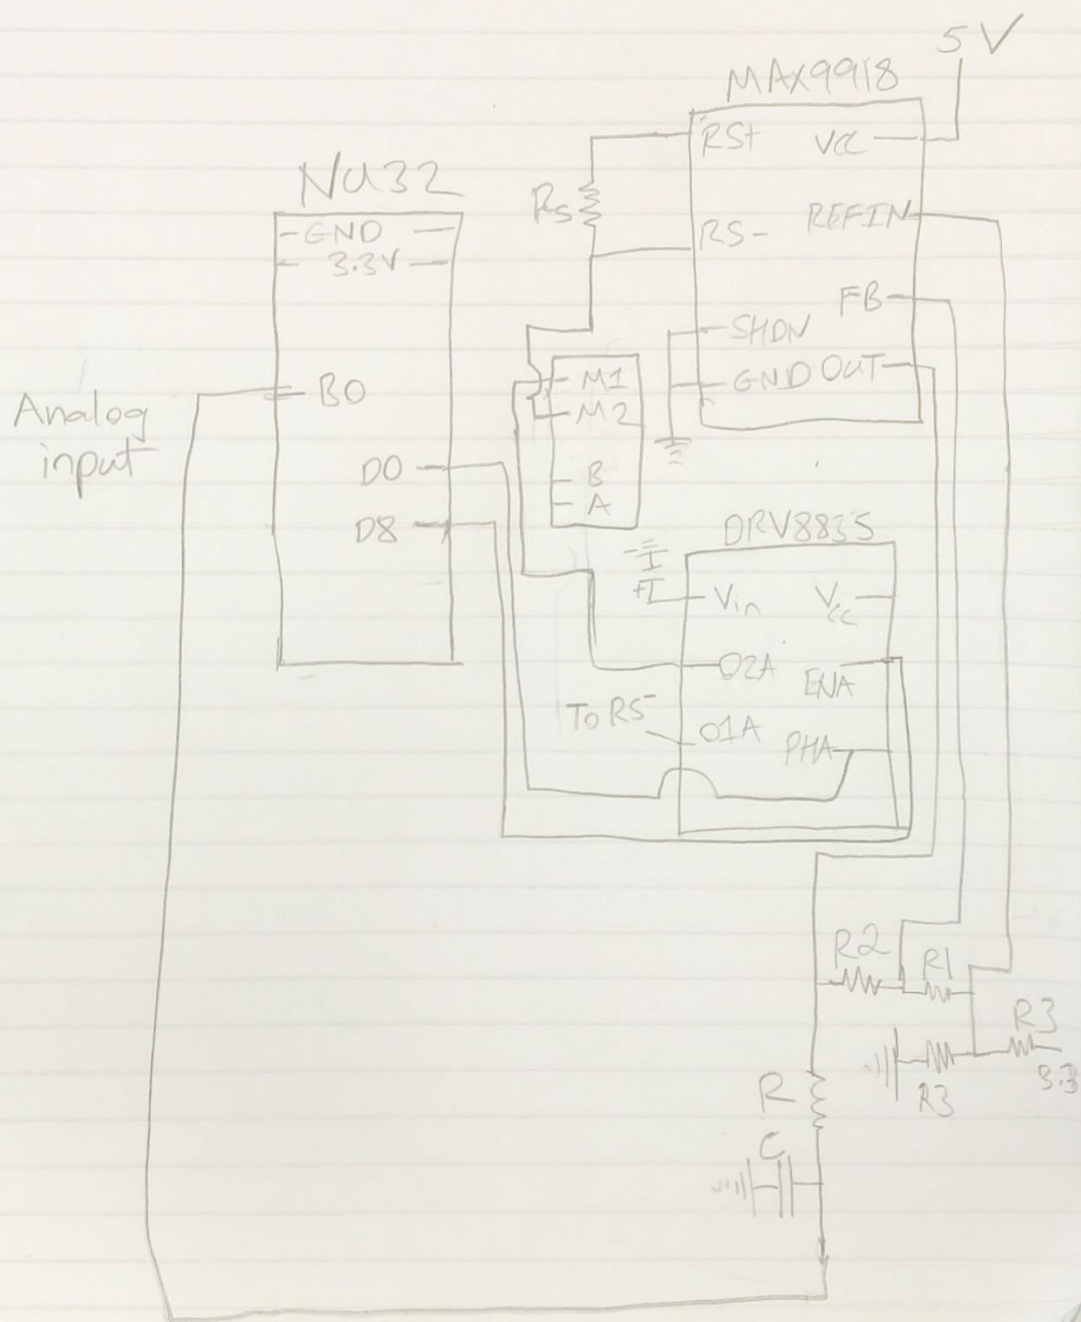 5V
MAX9918
RS+ VCC
NU32
GND
3.3V
Rs
REFIN
RS-
FB
SHDN
GND OUT
M1
M2
B0
Analog
input
D0
B
A
D8
DRV8835
+
-
Vin Vcc
O2A
ENA
To RS-
O1A
PHA
R2
R1
R3
3.3
R3
R
C